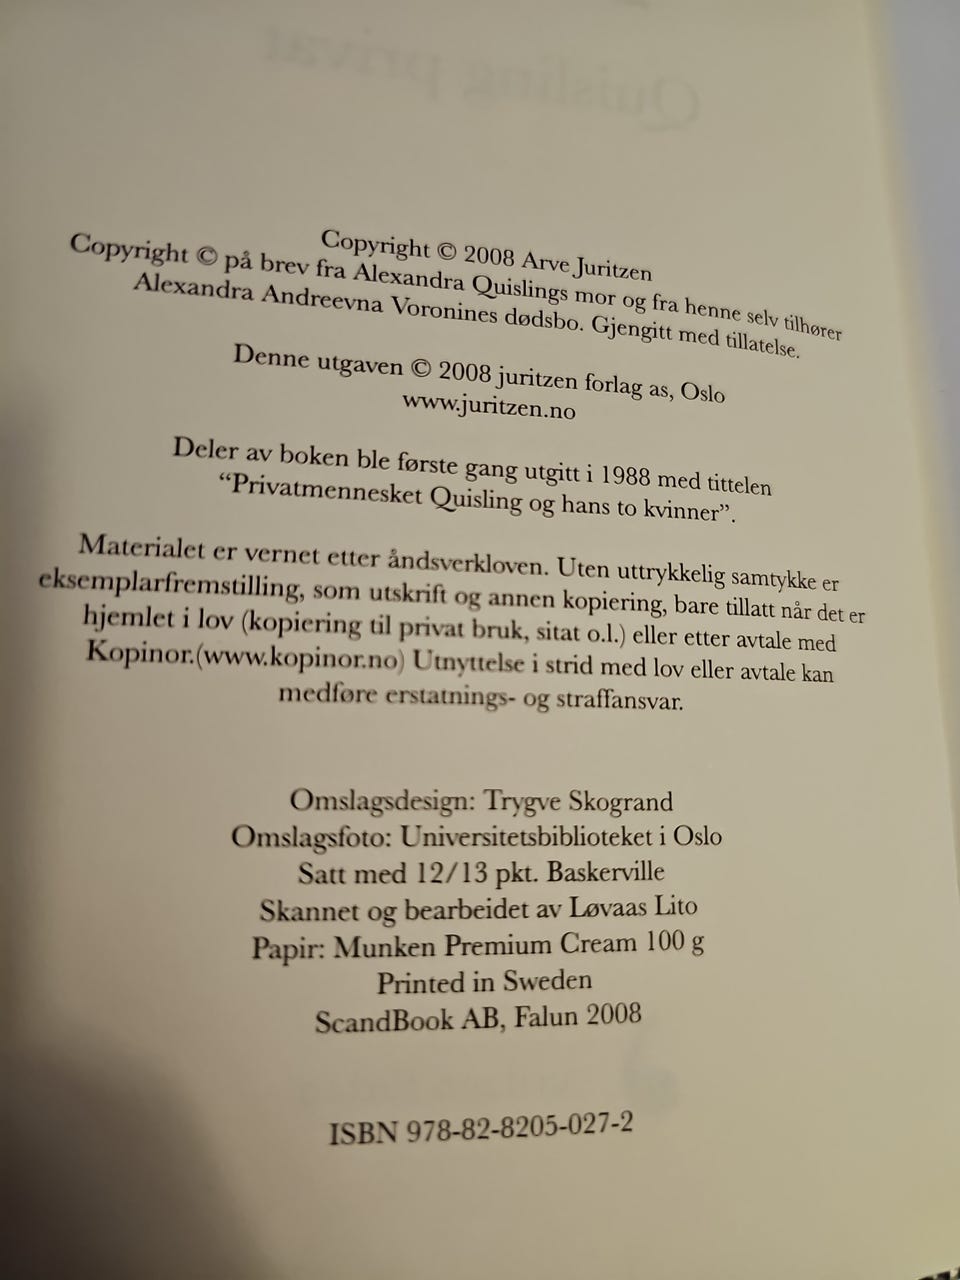 Quisling privat
Copyright © 2008 Arve Juritzen
Copyright © på brev fra Alexandra Quislings mor og fra henne selv tilhører
Alexandra Andreevna Voronines dødsbo. Gjengitt med tillatelse.
Denne utgaven © 2008 juritzen forlag as, Oslo
www.juritzen.no
Deler av boken ble første gang utgitt i 1988 med tittelen
“Privatmennesket Quisling og hans to kvinner”.
Materialet er vernet etter åndsverkloven. Uten uttrykkelig samtykke er
eksemplarfremstilling, som utskrift og annen kopiering, bare tillatt når det er
hjemlet i lov (kopiering til privat bruk, sitat o.l.) eller etter avtale med
Kopinor.(www.kopinor.no) Utnyttelse i strid med lov eller avtale kan
medføre erstatnings- og straffansvar.
Omslagsdesign: Trygve Skogrand
Omslagsfoto: Universitetsbiblioteket i Oslo
Satt med 12/13 pkt. Baskerville
Skannet og bearbeidet av Løvaas Lito
Papir: Munken Premium Cream 100 g
Printed in Sweden
ScandBook AB, Falun 2008
ISBN 978-82-8205-027-2